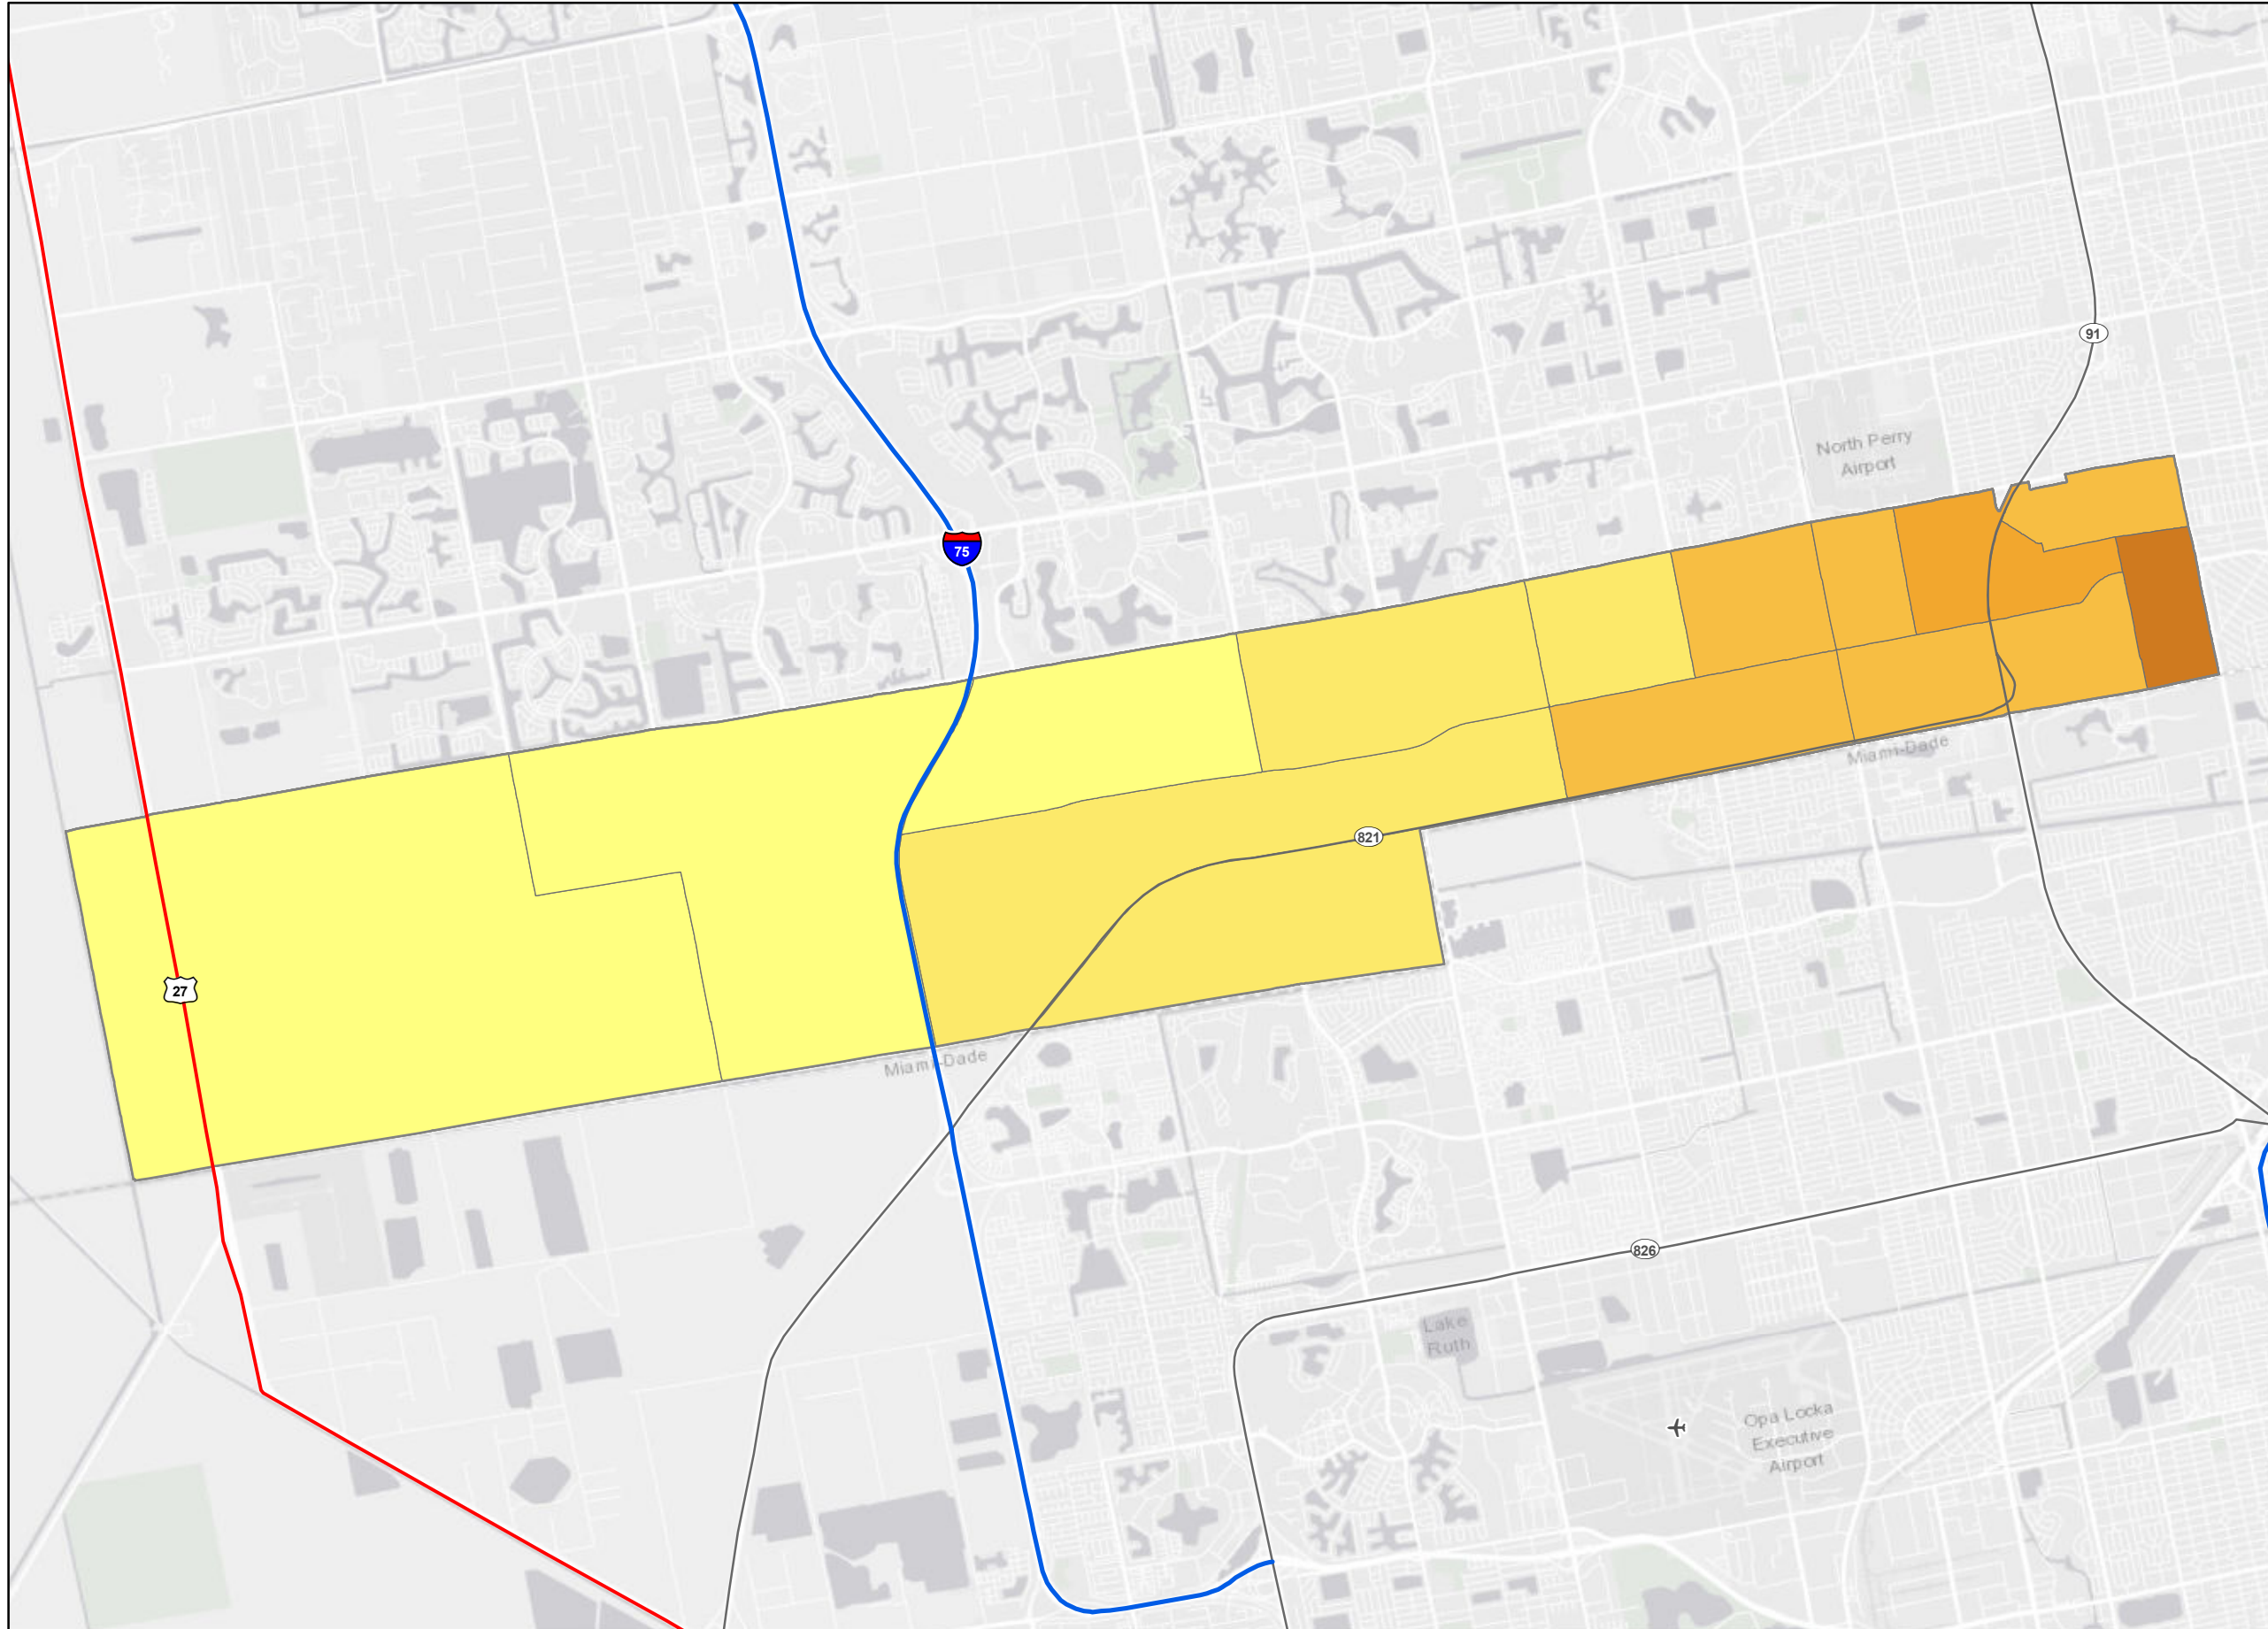 91
North Perry
Airport
75
Miami-Dade
821
27
Miami-Dade
826
Lake
Ruth
Opa Locka
Executive
Airport